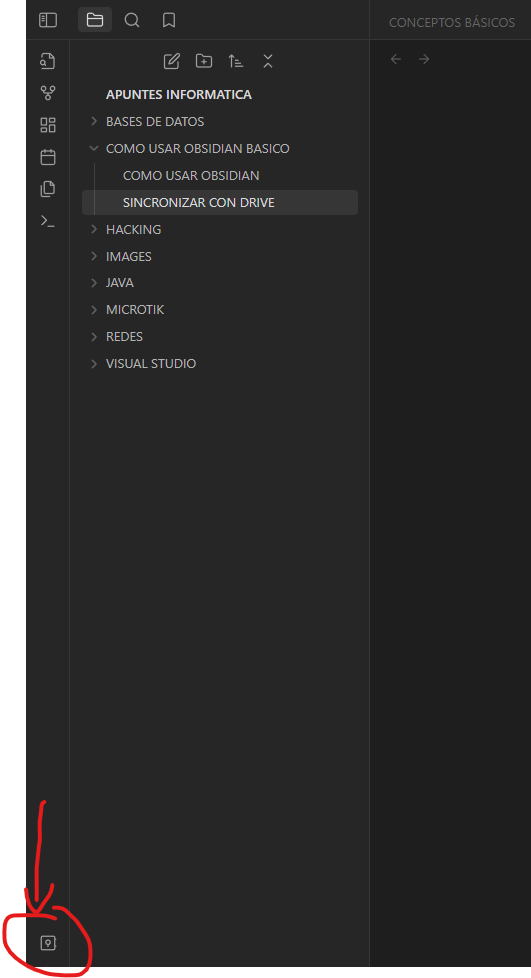 CONCEPTOS BÁSICOS
APUNTES INFORMATICA
BASES DE DATOS
COMO USAR OBSIDIAN BASICO
COMO USAR OBSIDIAN
SINCRONIZAR CON DRIVE
HACKING
IMAGES
JAVA
MICROTIK
REDES
VISUAL STUDIO